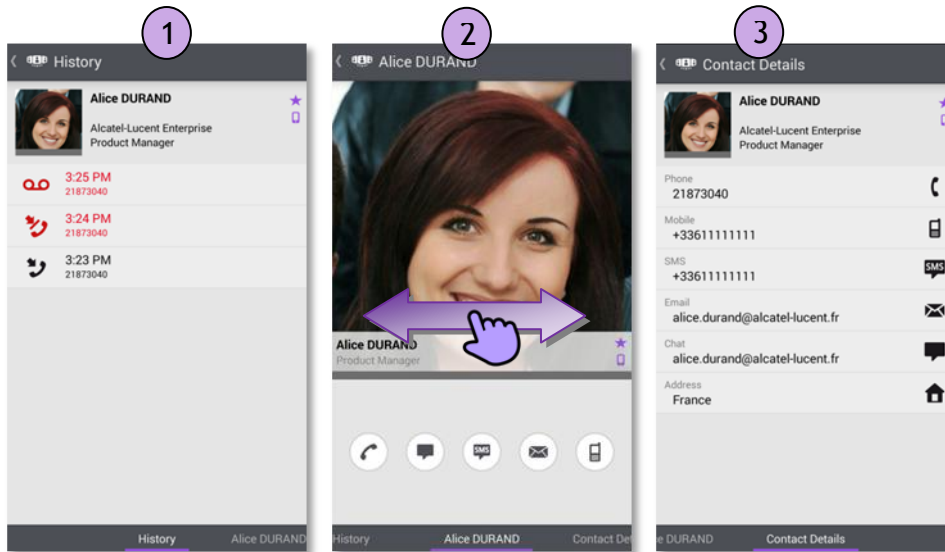 1
History
Alice DURAND
Alcatel-Lucent Enterprise
Product Manager
3:25 PM
21873040
3:24 PM
21873040
3:23 PM
21873040
History Alice DURAND
2
Alice DURAND
Alice DURAND
Product Manager
SMS
History Alice DURAND Contact Det
3
Contact Details
Alice DURAND
Alcatel-Lucent Enterprise
Product Manager
Phone
21873040
Mobile
+33611111111
SMS
+33611111111
SMS
Email
alice.durand@alcatel-lucent.fr
Chat
alice.durand@alcatel-lucent.fr
Address
France
e DURAND Contact Details